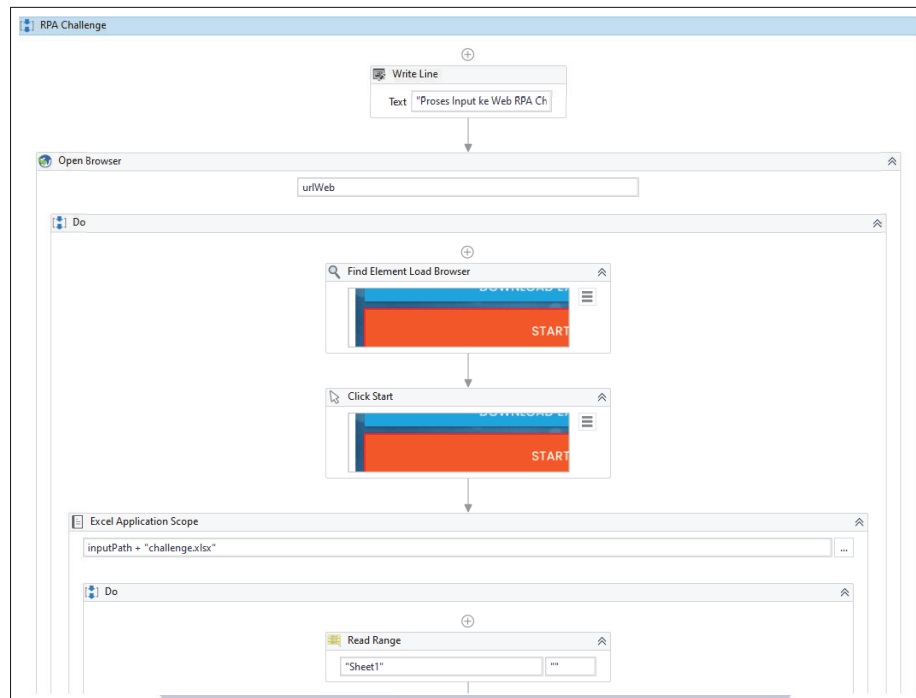 RPA Challenge
Write Line
Text "Proses Input ke Web RPA Ch
Open Browser
urlWeb
Do
Find Element Load Browser
START
Click Start
START
Excel Application Scope
inputPath + "challenge.xlsx"
...
Do
Read Range
"Sheet1" ""